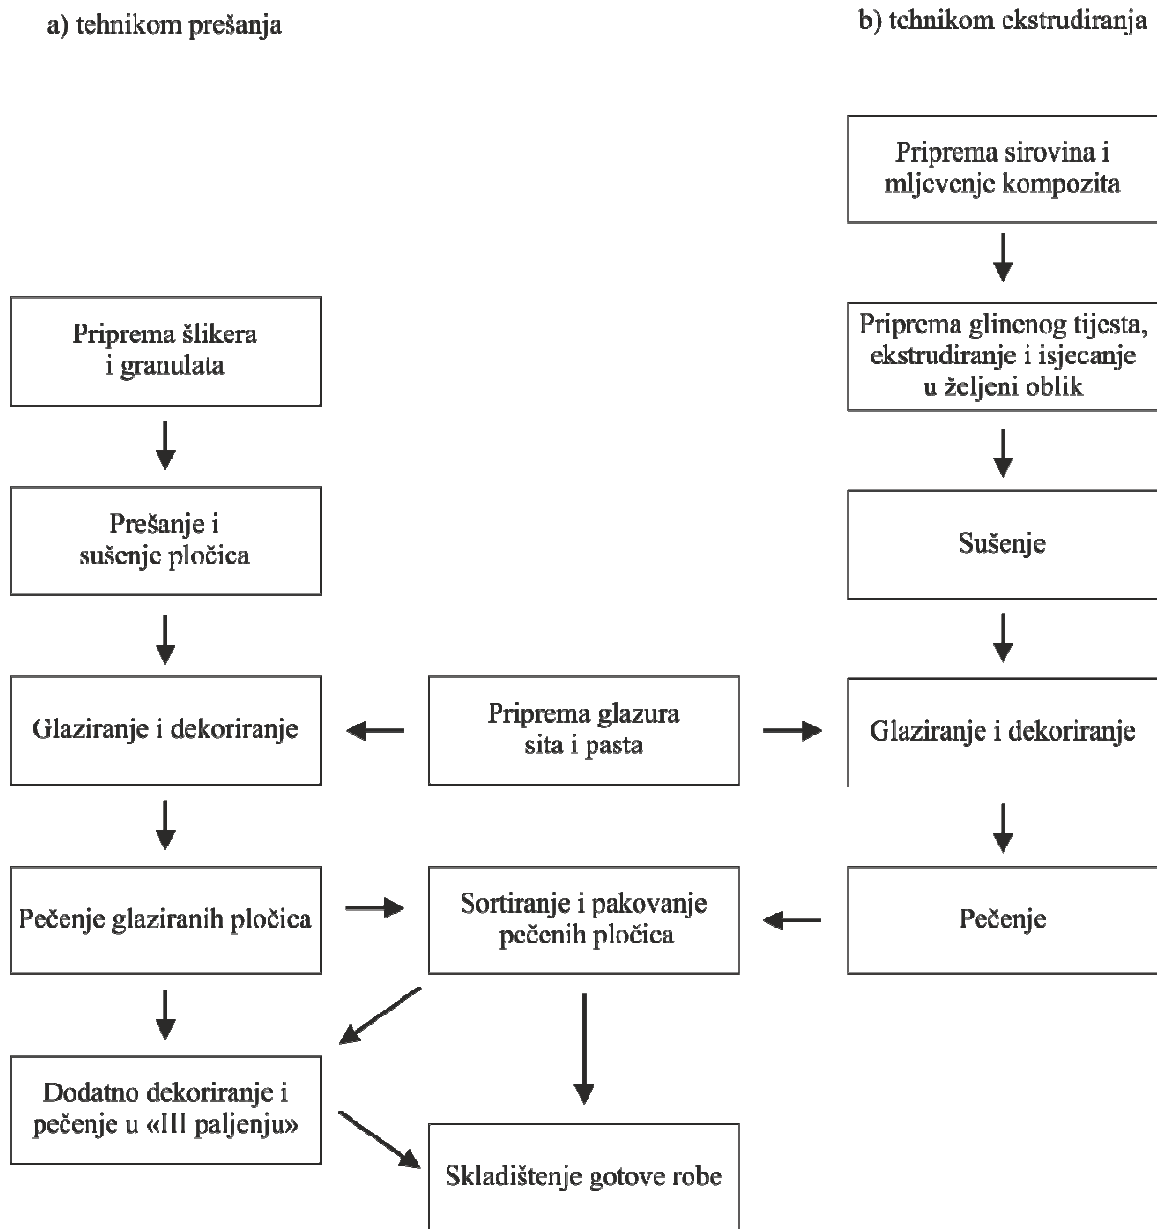 a) tehnikom prešanja
b) tehnikom ekstrudiranja
Priprema sirovina i
mljevenje kompozita
Priprema šlikera
i granulata
Priprema glinenog tijesta,
ekstrudiranje i isjecanje
u željeni oblik
Prešanje i
sušenje pločica
Sušenje
Glaziranje i dekoriranje
Priprema glazura
sita i pasta
Glaziranje i dekoriranje
Pečenje glaziranih pločica
Sortiranje i pakovanje
pečenih pločica
Pečenje
Dodatno dekoriranje i
pečenje u «III paljenju»
Skladištenje gotove robe